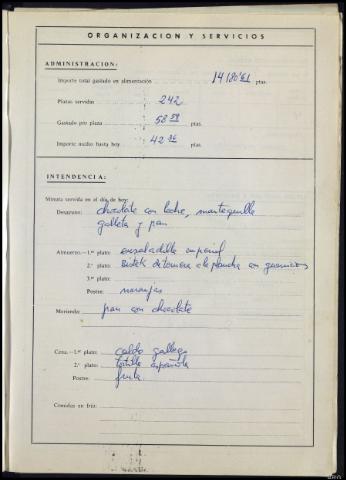 ORGANIZACION Y SERVICIOS
ADMINISTRACION:
Importe total gastado en alimentación 14180'61 ptas.
Plazas servidas 242
Gastado por plaza 58 59 ptas.
Importe medio hasta hoy 42 36 ptas.
INTENDENCIA:
Minuta servida en el día de hoy:
Desayuno: chocolate con leche, mantequilla
galleta y pan
Almuerzo.—1.er plato: ensaladilla imperial
2.º plato: bistek de ternera a la plancha con guarnicion
3.er plato:
Postre: naranjas
Merienda: pan con chocolate
Cena.—1.er plato: caldo gallego
2.º plato: tortilla española
Postre: fruta
Comidas en frío: